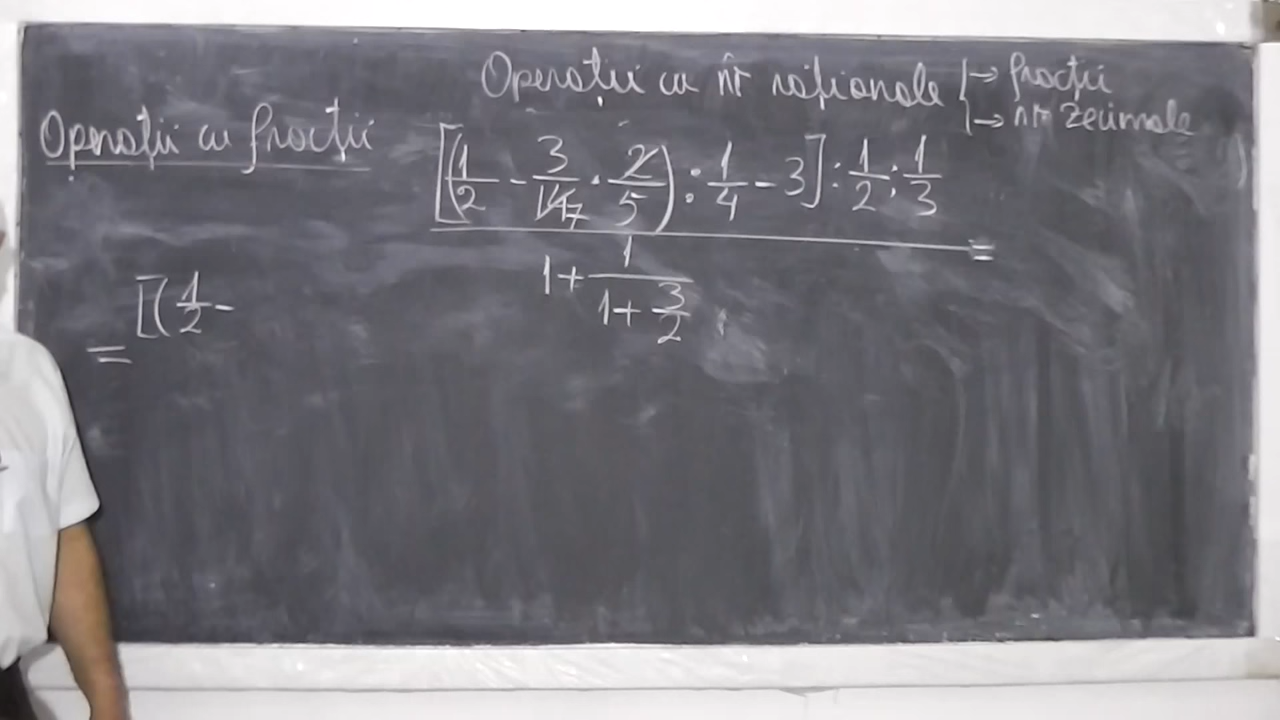 Operații cu nr raționale → fracții
→ nr zecimale
Operații cu fracții
[(1/2 - 3/14 7 · 2/5) : 1/4 - 3] : 1/2 : 1/3
=
1 + 1/(1 + 3/2)
= [(1/2 -